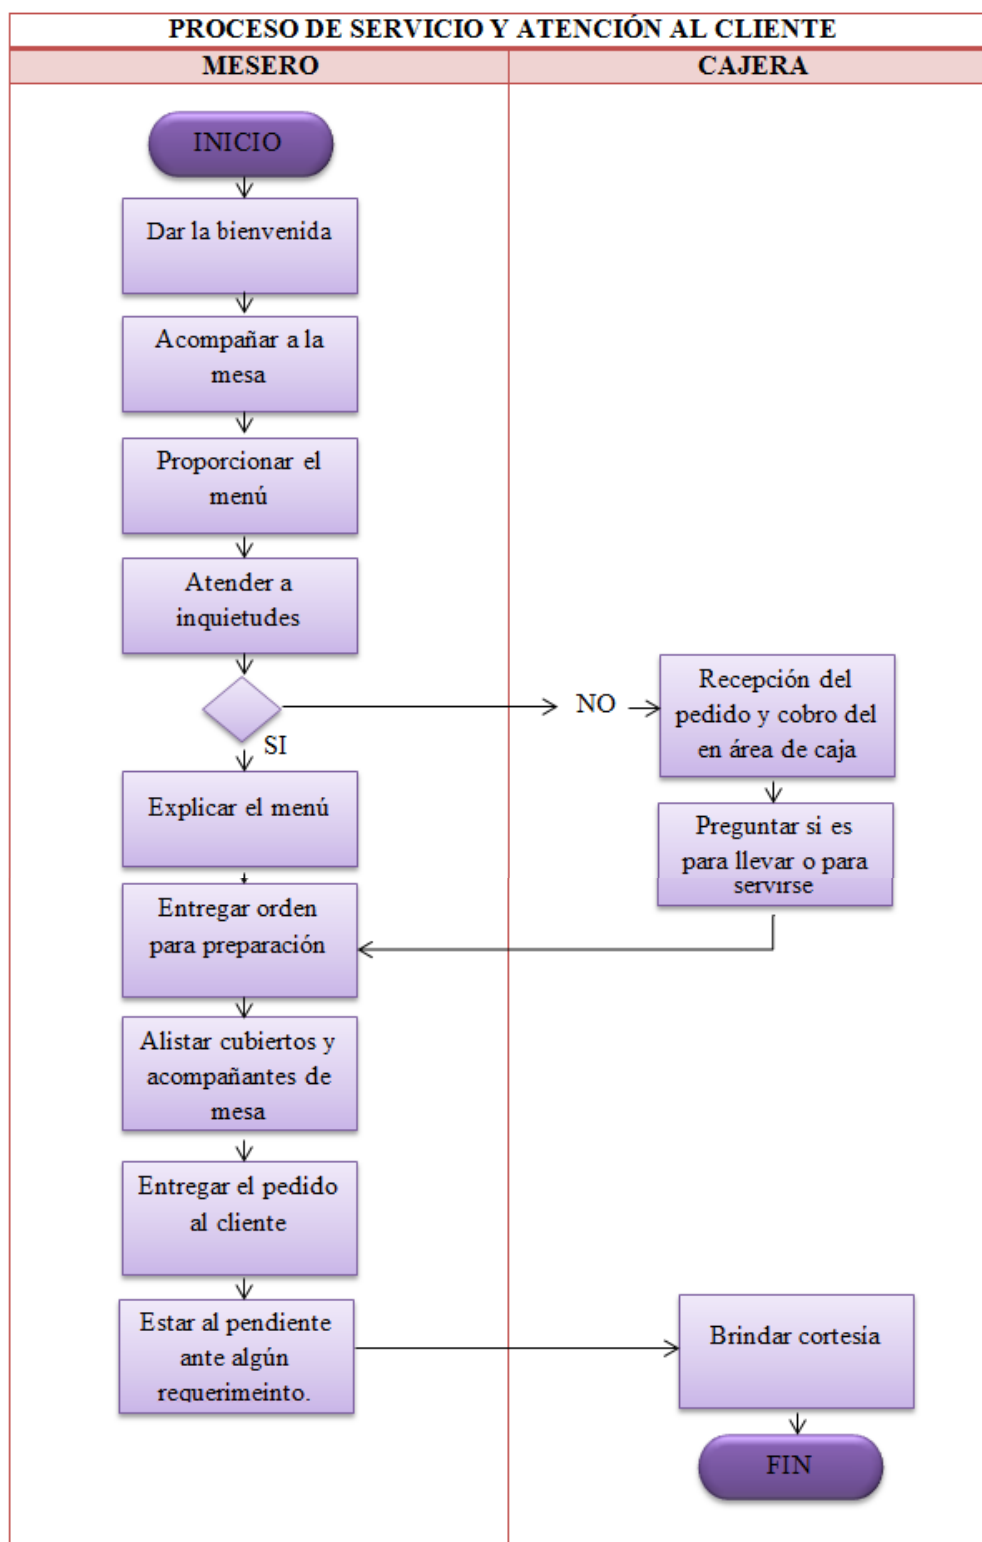 PROCESO DE SERVICIO Y ATENCIÓN AL CLIENTE
MESERO
CAJERA
INICIO
Dar la bienvenida
Acompañar a la
mesa
Proporcionar el
menú
Atender a
inquietudes
NO
SI
Recepción del
pedido y cobro del
en área de caja
Preguntar si es
para llevar o para
servirse
Explicar el menú
Entregar orden
para preparación
Alistar cubiertos y
acompañantes de
mesa
Entregar el pedido
al cliente
Estar al pendiente
ante algún
requerimeinto.
Brindar cortesía
FIN